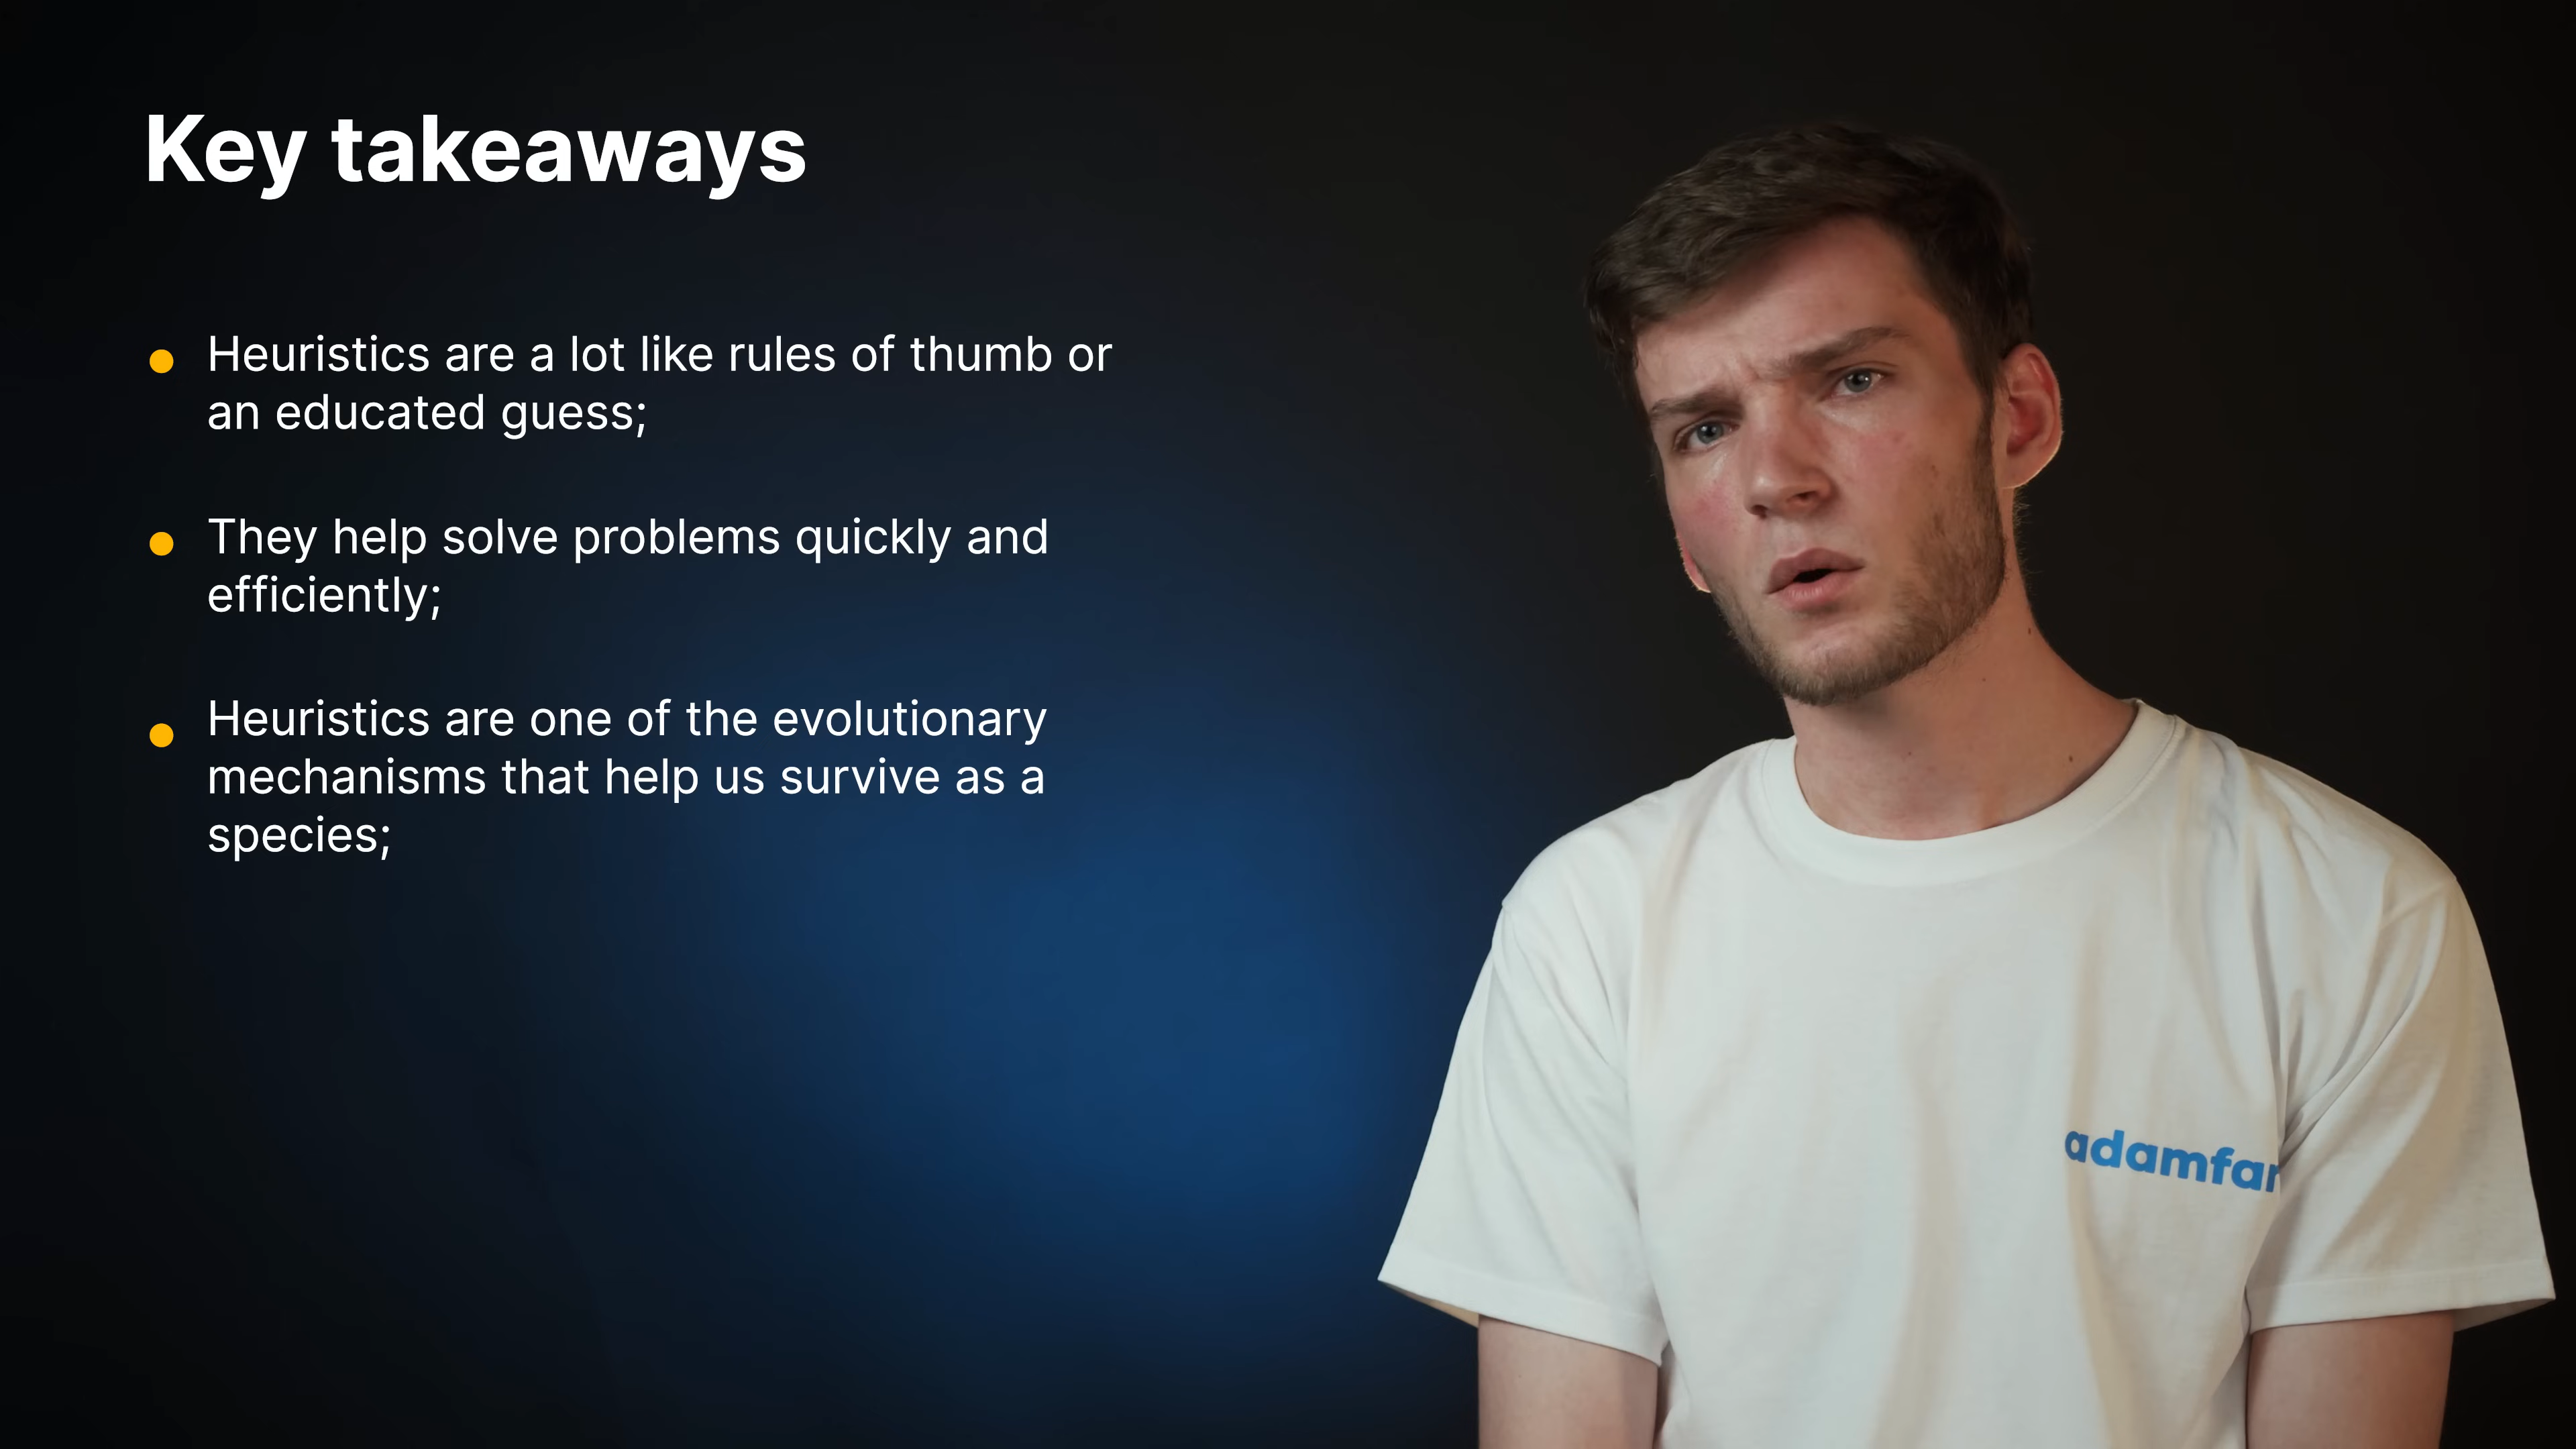 Key takeaways
Heuristics are a lot like rules of thumb or
an educated guess;
They help solve problems quickly and
efficiently;
Heuristics are one of the evolutionary
mechanisms that help us survive as a
species;
adamfar